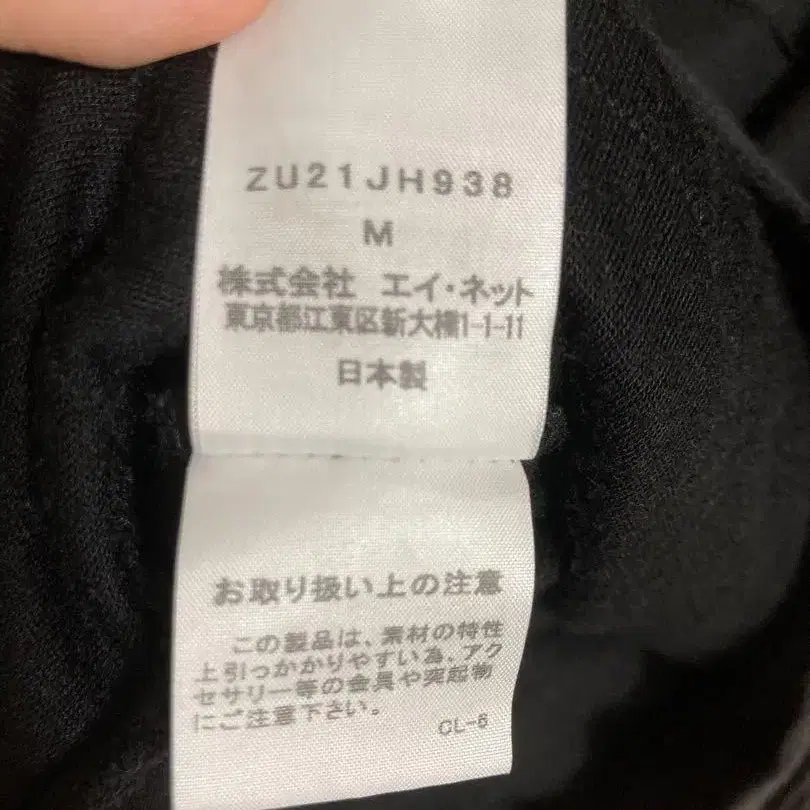 ZU21JH938
M
株式会社 エイ・ネット
東京都江東区新大橋1-1-11
日本製
お取り扱い上の注意
この製品は、素材の特性
上引っかかりやすい為、アク
セサリー等の金具や突起物
にご注意下さい。
CL-6